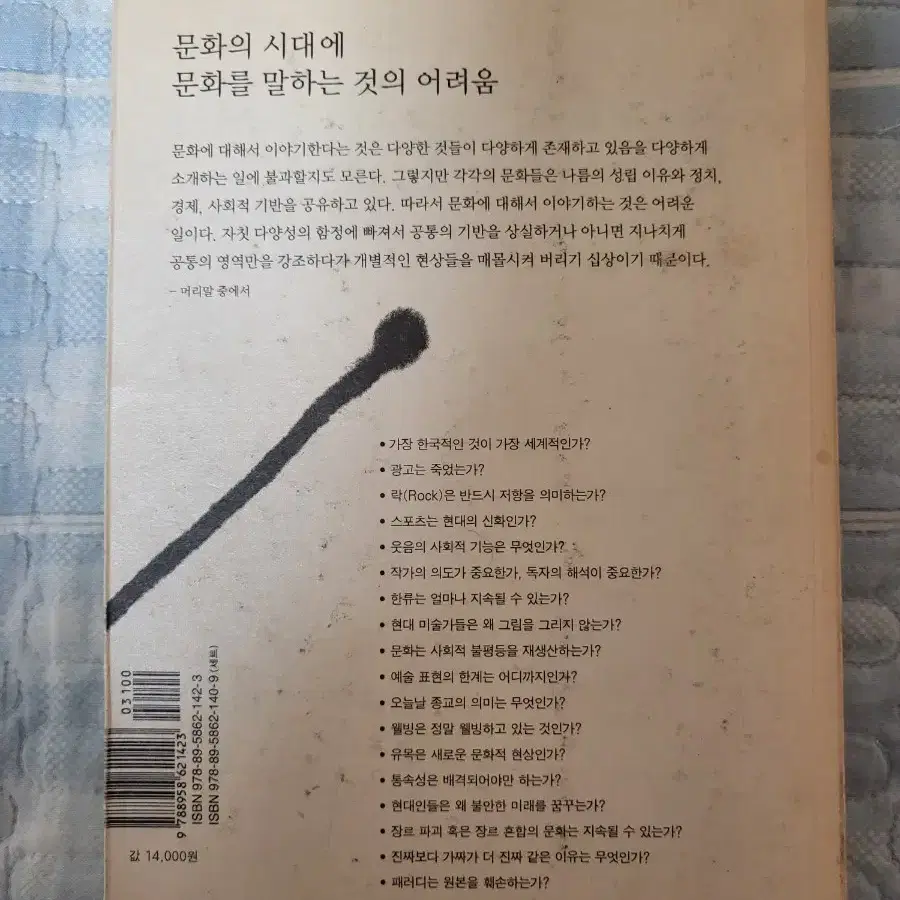 문화의 시대에
문화를 말하는 것의 어려움
문화에 대해서 이야기한다는 것은 다양한 것들이 다양하게 존재하고 있음을 다양하게
소개하는 일에 불과할지도 모른다. 그렇지만 각각의 문화들은 나름의 성립 이유와 정치,
경제, 사회적 기반을 공유하고 있다. 따라서 문화에 대해서 이야기하는 것은 어려운
일이다. 자칫 다양성의 함정에 빠져서 공통의 기반을 상실하거나 아니면 지나치게
공통의 영역만을 강조하다가 개별적인 현상들을 매몰시켜 버리기 십상이기 때문이다.
– 머리말 중에서
• 가장 한국적인 것이 가장 세계적인가?
• 광고는 죽었는가?
• 락(Rock)은 반드시 저항을 의미하는가?
• 스포츠는 현대의 신화인가?
• 웃음의 사회적 기능은 무엇인가?
• 작가의 의도가 중요한가, 독자의 해석이 중요한가?
• 한류는 얼마나 지속될 수 있는가?
• 현대 미술가들은 왜 그림을 그리지 않는가?
• 문화는 사회적 불평등을 재생산하는가?
• 예술 표현의 한계는 어디까지인가?
• 오늘날 종교의 의미는 무엇인가?
• 웰빙은 정말 웰빙하고 있는 것인가?
• 유목은 새로운 문화적 현상인가?
• 통속성은 배격되어야만 하는가?
• 현대인들은 왜 불안한 미래를 꿈꾸는가?
• 장르 파괴 혹은 장르 혼합의 문화는 지속될 수 있는가?
• 진짜보다 가짜가 더 진짜 같은 이유는 무엇인가?
• 패러디는 원본을 훼손하는가?
03100
9 788958 621423
ISBN 978-89-5862-142-3
ISBN 978-89-5862-140-9 (세트)
값 14,000원